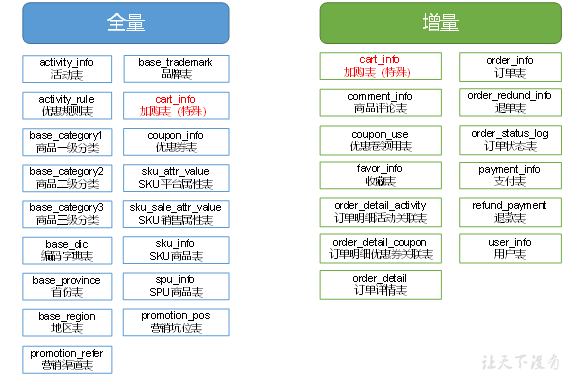 全量
activity_info
活动表
base_trademark
品牌表
activity_rule
优惠规则表
cart_info
加购表（特殊）
base_category1
商品一级分类
coupon_info
优惠券表
base_category2
商品二级分类
sku_attr_value
SKU平台属性表
base_category3
商品三级分类
sku_sale_attr_value
SKU销售属性表
base_dic
编码字典表
sku_info
SKU商品表
base_province
省份表
spu_info
SPU商品表
base_region
地区表
promotion_pos
营销坑位表
promotion_refer
营销渠道表
增量
cart_info
加购表（特殊）
order_info
订单表
comment_info
商品评论表
order_redund_info
退单表
coupon_use
优惠卷领用表
order_status_log
订单状态表
favor_info
收藏表
payment_info
支付表
order_detail_activity
订单明细活动关联表
refund_payment
退款表
order_detail_coupon
订单明细优惠券关联表
user_info
用户表
order_detail
订单详情表
让天下没有